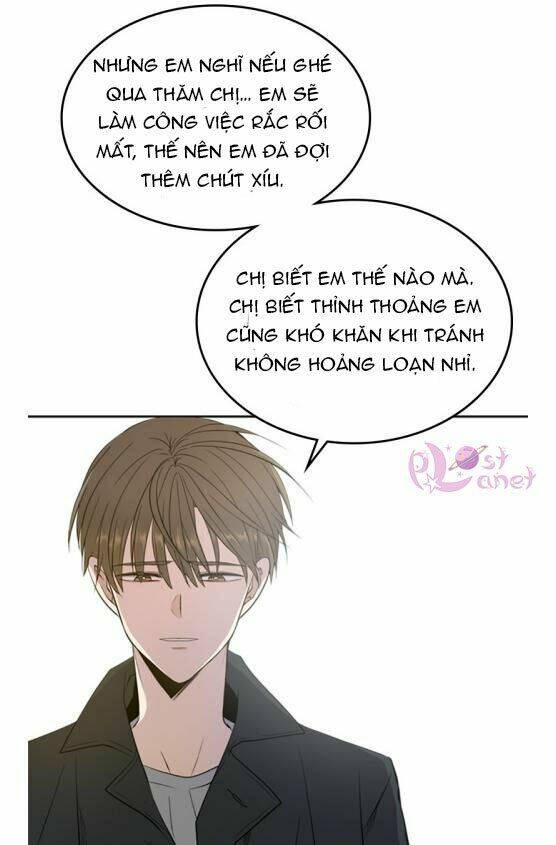 NHƯNG EM NGHĨ NẾU GHÉ
QUA THĂM CHỊ... EM SẼ
LÀM CÔNG VIỆC RẮC RỐI
MẤT, THẾ NÊN EM ĐÃ ĐỢI
THÊM CHÚT XÍU.
CHỊ BIẾT EM THẾ NÀO MÀ.
CHỊ BIẾT THỈNH THOẢNG EM
CŨNG KHÓ KHĂN KHI TRÁNH
KHÔNG HOẢNG LOẠN NHỈ.
Lost
Planet